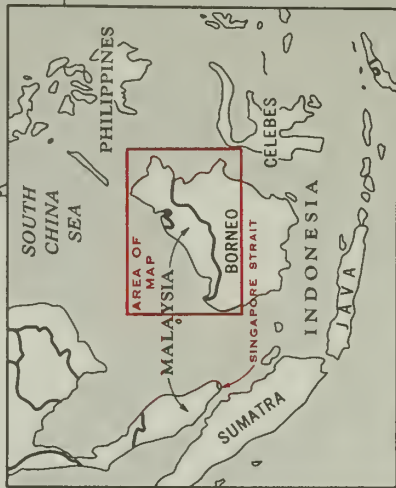 SOUTH
CHINA
SEA
PHILIPPINES
AREA OF
MAP
MALAYSIA
BORNEO
CELEBES
SINGAPORE STRAIT
INDONESIA
SUMATRA
JAVA